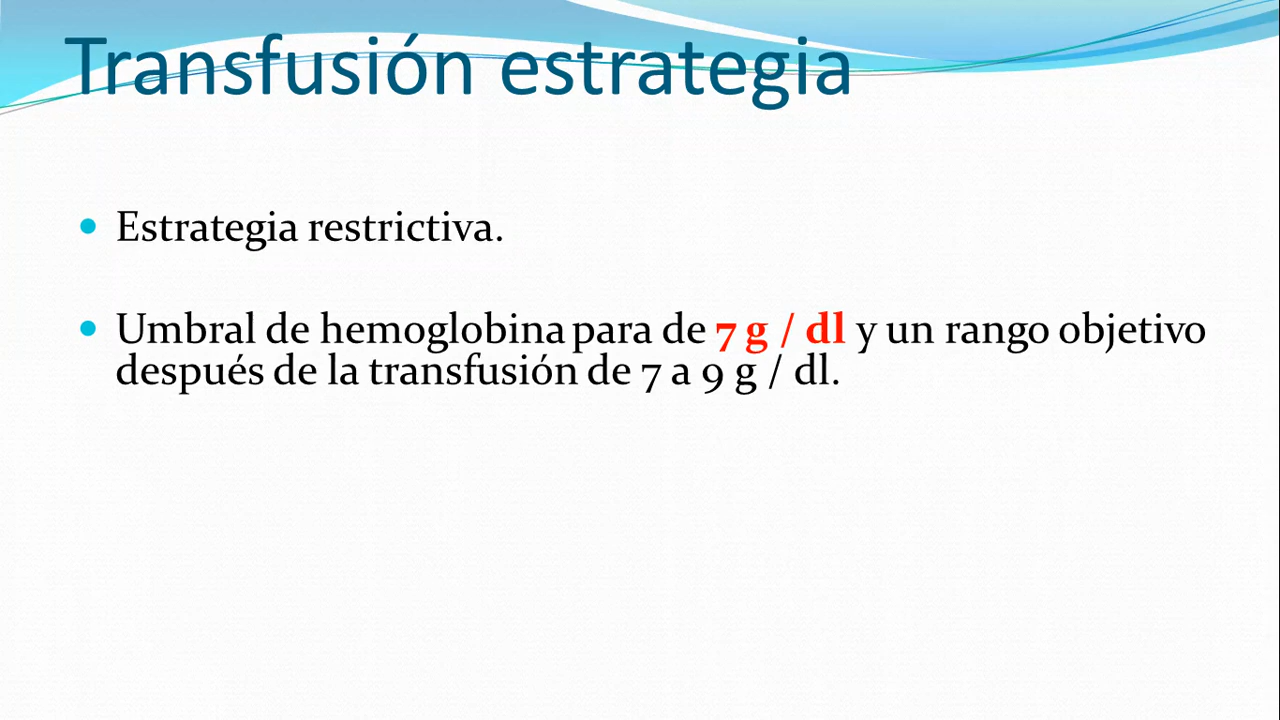 Transfusión estrategia
Estrategia restrictiva.
Umbral de hemoglobina para de 7 g / dl y un rango objetivo
después de la transfusión de 7 a 9 g / dl.